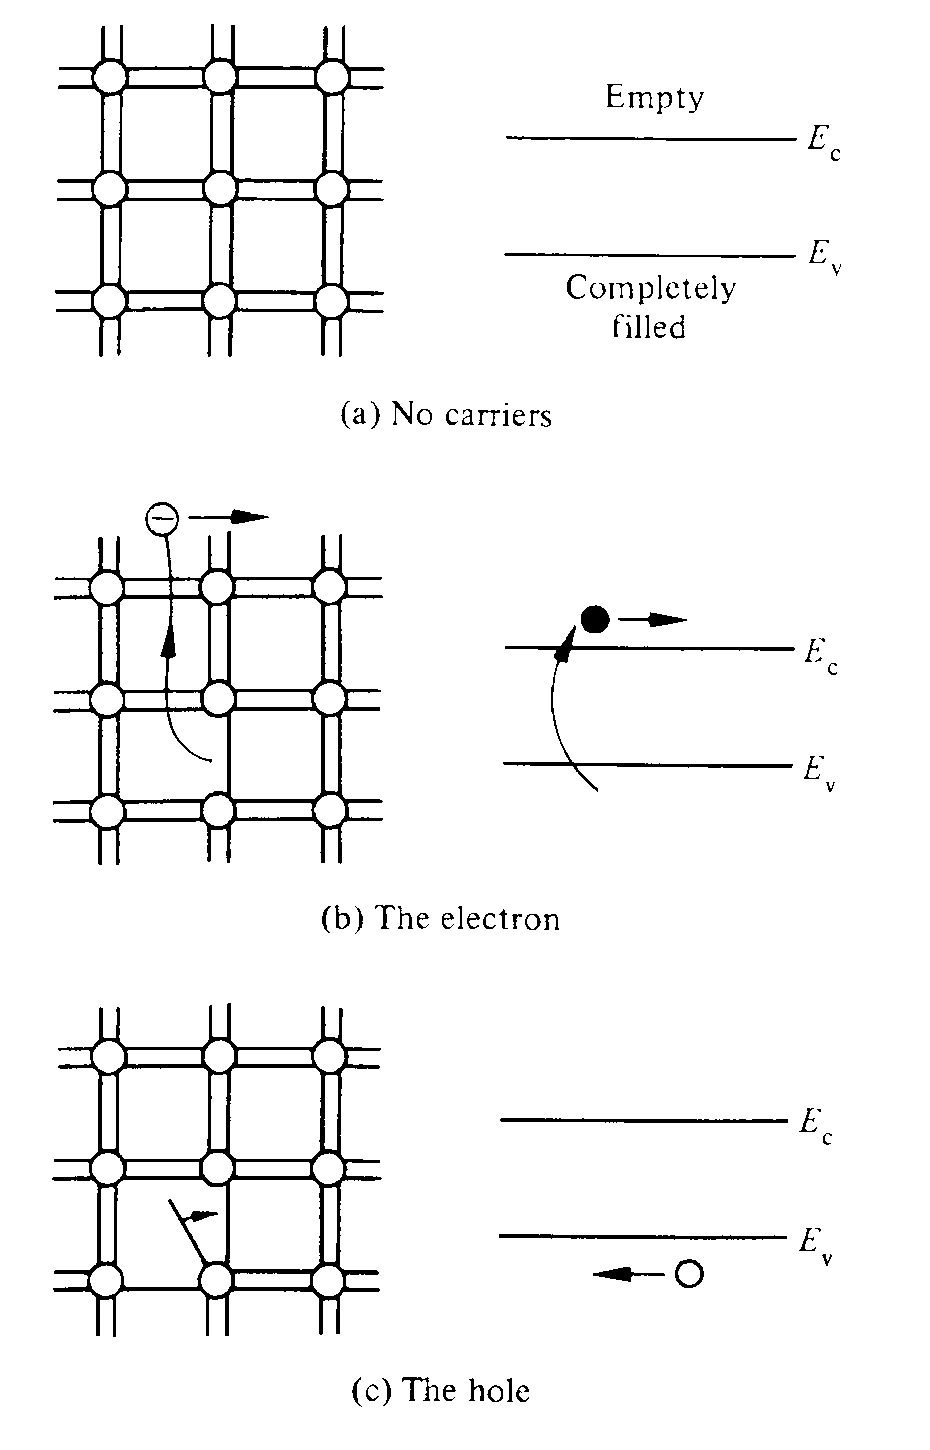 Empty
E_c
E_v
Completely
filled
(a) No carriers
E_c
E_v
(b) The electron
E_c
E_v
(c) The hole